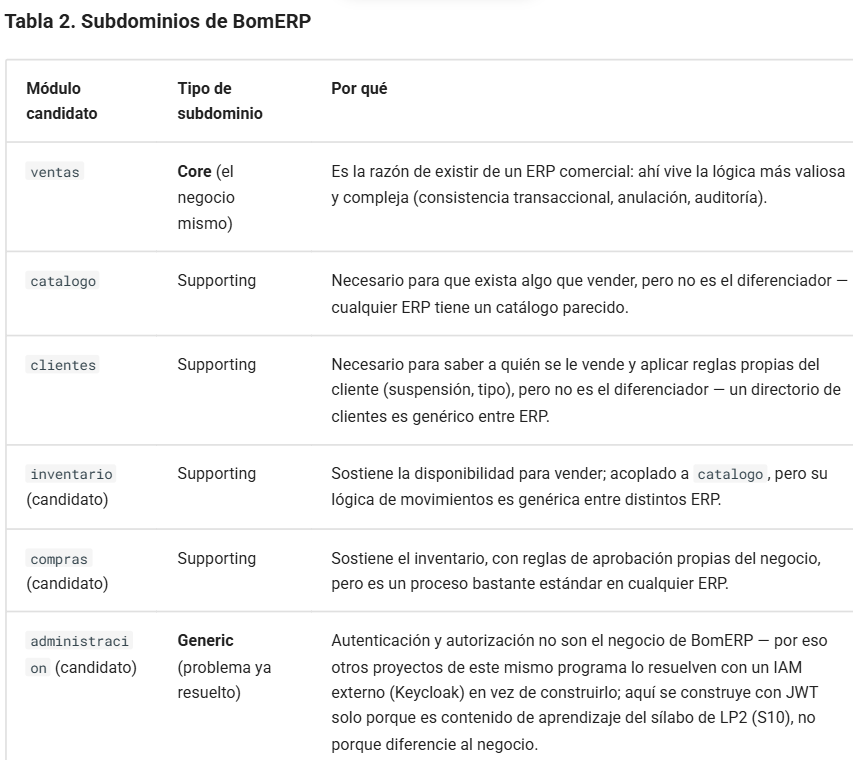 Tabla 2. Subdominios de BomERP
Módulo
candidato
Tipo de
subdominio
Por qué
ventas
Core (el
negocio
mismo)
Es la razón de existir de un ERP comercial: ahí vive la lógica más valiosa
y compleja (consistencia transaccional, anulación, auditoría).
catalogo
Supporting
Necesario para que exista algo que vender, pero no es el diferenciador —
cualquier ERP tiene un catálogo parecido.
clientes
Supporting
Necesario para saber a quién se le vende y aplicar reglas propias del
cliente (suspensión, tipo), pero no es el diferenciador — un directorio de
clientes es genérico entre ERP.
inventario
(candidato)
Supporting
Sostiene la disponibilidad para vender; acoplado a catalogo, pero su
lógica de movimientos es genérica entre distintos ERP.
compras
(candidato)
Supporting
Sostiene el inventario, con reglas de aprobación propias del negocio,
pero es un proceso bastante estándar en cualquier ERP.
administraci
on (candidato)
Generic
(problema ya
resuelto)
Autenticación y autorización no son el negocio de BomERP — por eso
otros proyectos de este mismo programa lo resuelven con un IAM
externo (Keycloak) en vez de construirlo; aquí se construye con JWT
solo porque es contenido de aprendizaje del sílabo de LP2 (S10), no
porque diferencie al negocio.